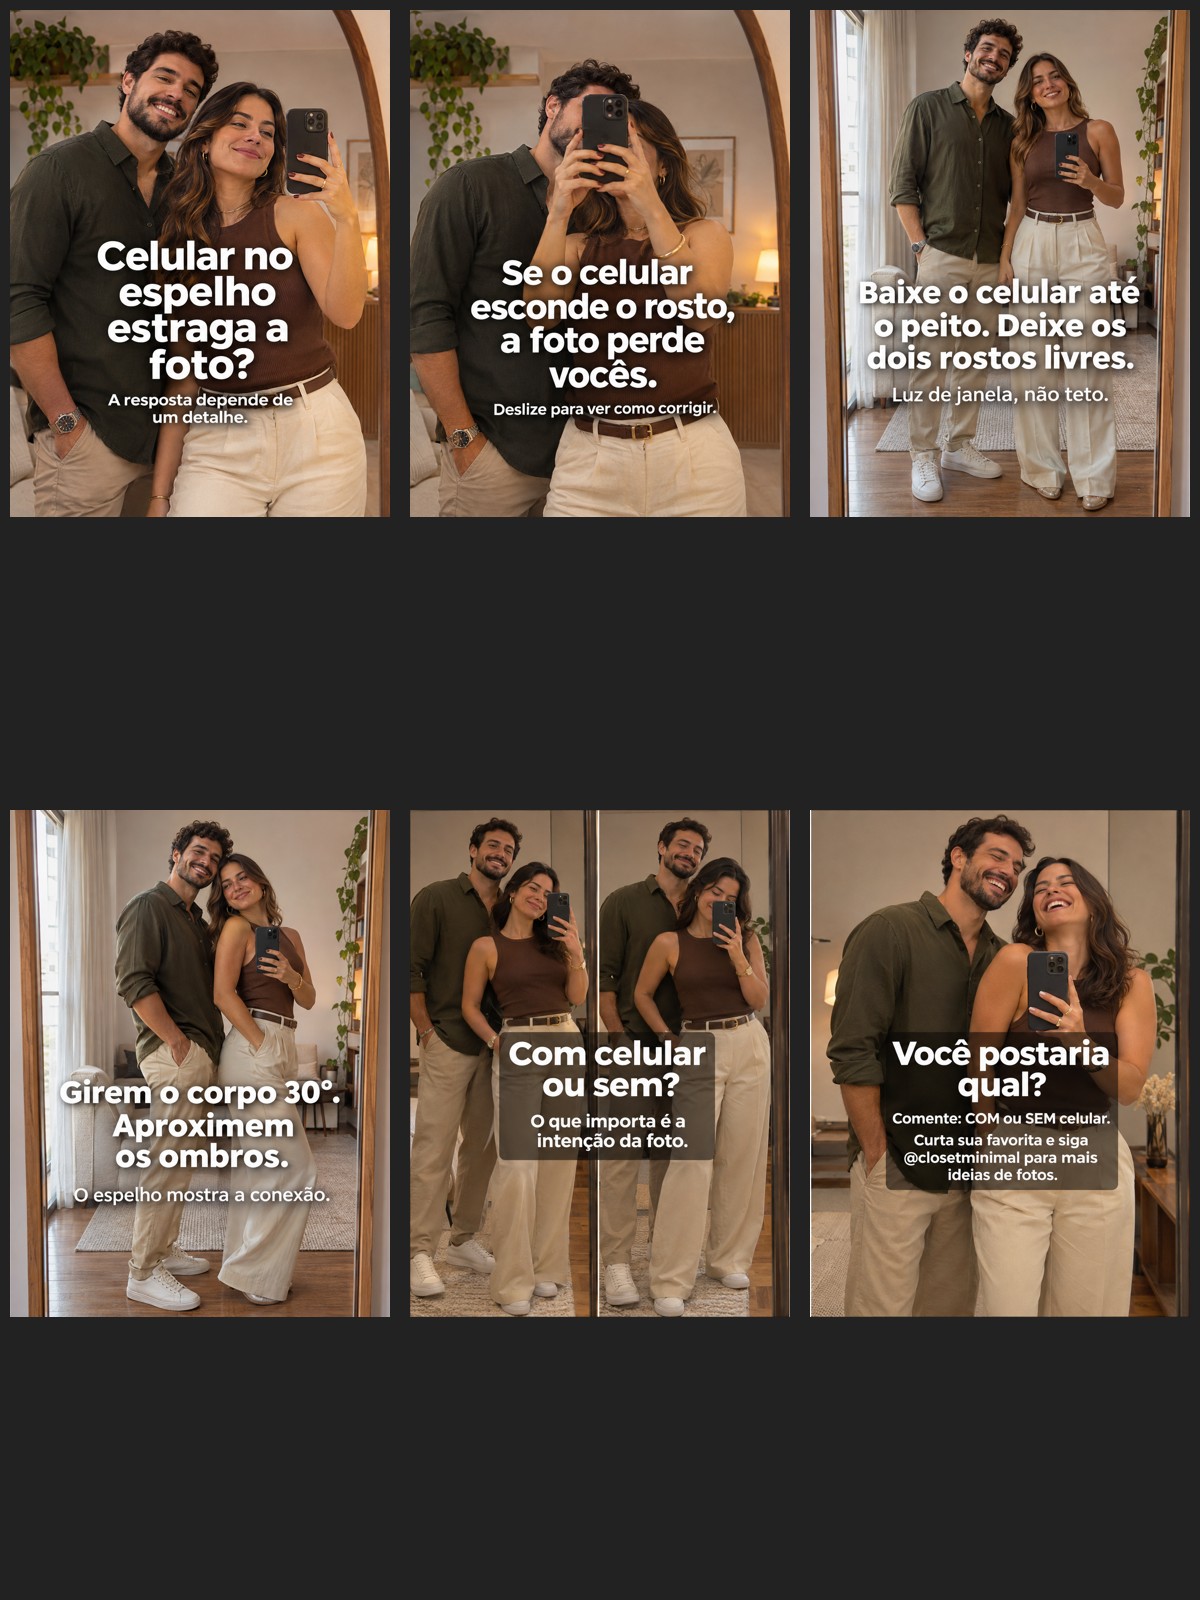 Celular no
espelho
estraga a
foto?
A resposta depende de
um detalhe.
Se o celular
esconde o rosto,
a foto perde
vocês.
Deslize para ver como corrigir.
Baixe o celular até
o peito. Deixe os
dois rostos livres.
Luz de janela, não teto.
Girem o corpo 30°.
Aproximem
os ombros.
O espelho mostra a conexão.
Com celular
ou sem?
O que importa é a
intenção da foto.
Você postaria
qual?
Comente: COM ou SEM celular.
Curta sua favorita e siga
@closetminimal para mais
ideias de fotos.